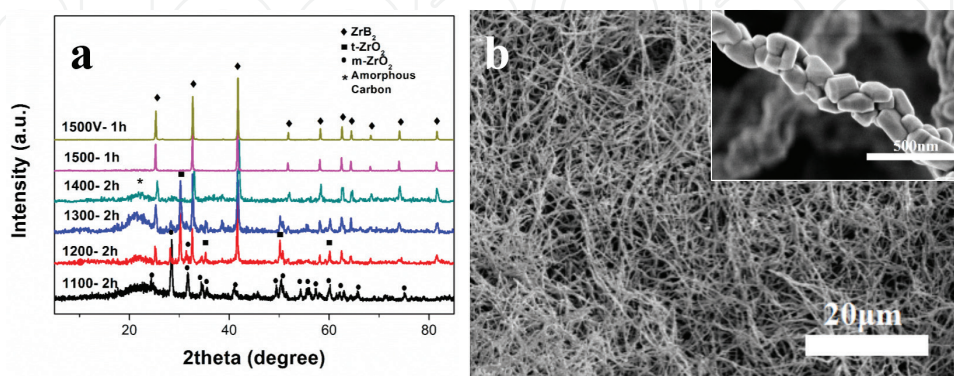 a
◆ ZrB₂
■ t-ZrO₂
● m-ZrO₂
* Amorphous
Carbon
1500V- 1h
1500- 1h
1400- 2h
*
1300- 2h
1200- 2h
1100- 2h
Intensity (a.u.)
20 40 60 80
2theta (degree)
b
500nm
20μm